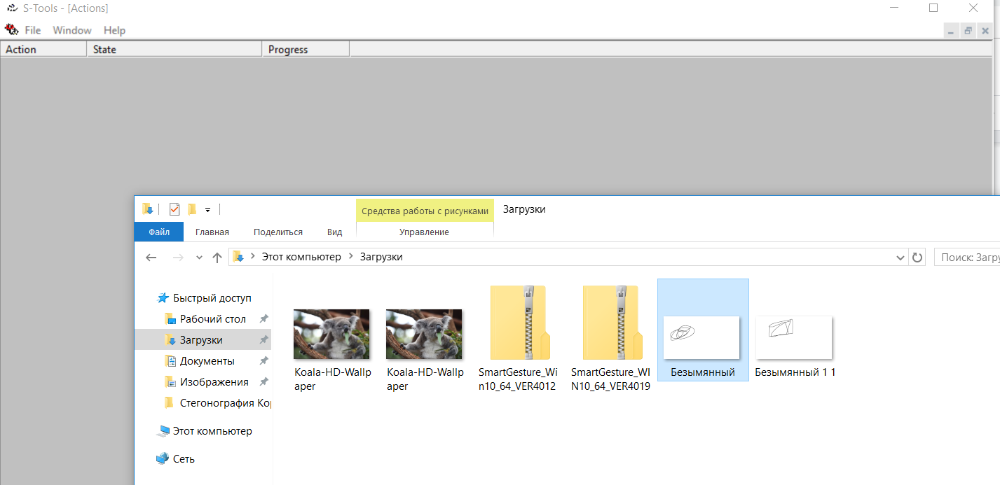 S-Tools - [Actions]
File Window Help
Action State Progress
Средства работы с рисунками Загрузки
Файл Главная Поделиться Вид Управление
Этот компьютер Загрузки
Поиск: Загру
Быстрый доступ
Рабочий стол
Загрузки
Документы
Изображения
Стегонография Кор
Этот компьютер
Сеть
Koala-HD-Wallp
aper
Koala-HD-Wallp
aper
SmartGesture_Wi
n10_64_VER4012
SmartGesture_WI
N10_64_VER4019
Безымянный
Безымянный 1 1